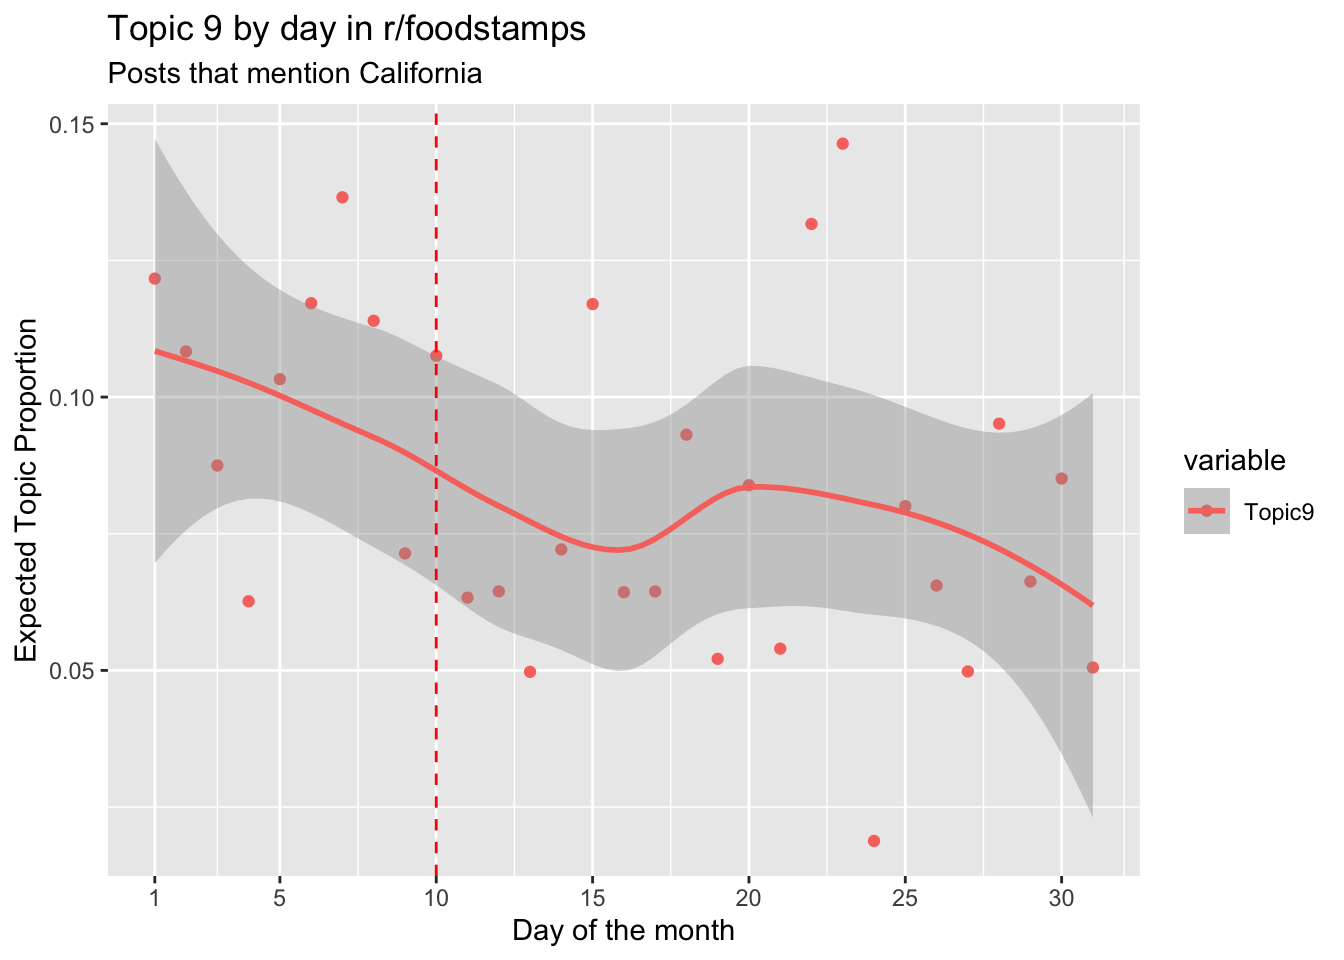 Topic 9 by day in r/foodstamps
Posts that mention California
Expected Topic Proportion
0.15
0.10
0.05
1 5 10 15 20 25 30
Day of the month
variable
Topic9